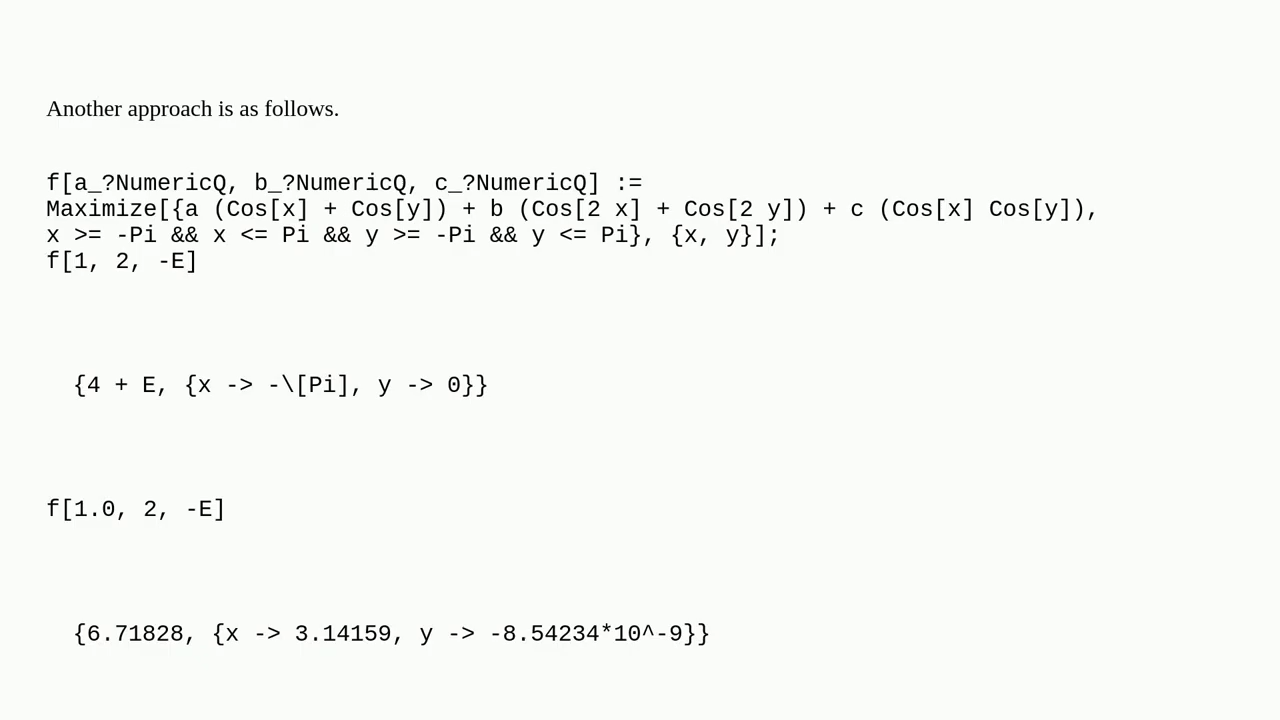 Another approach is as follows.
f[a_?NumericQ, b_?NumericQ, c_?NumericQ] :=
Maximize[{a (Cos[x] + Cos[y]) + b (Cos[2 x] + Cos[2 y]) + c (Cos[x] Cos[y]),
x >= -Pi && x <= Pi && y >= -Pi && y <= Pi}, {x, y}];
f[1, 2, -E]
{4 + E, {x -> -\[Pi], y -> 0}}
f[1.0, 2, -E]
{6.71828, {x -> 3.14159, y -> -8.54234*10^-9}}